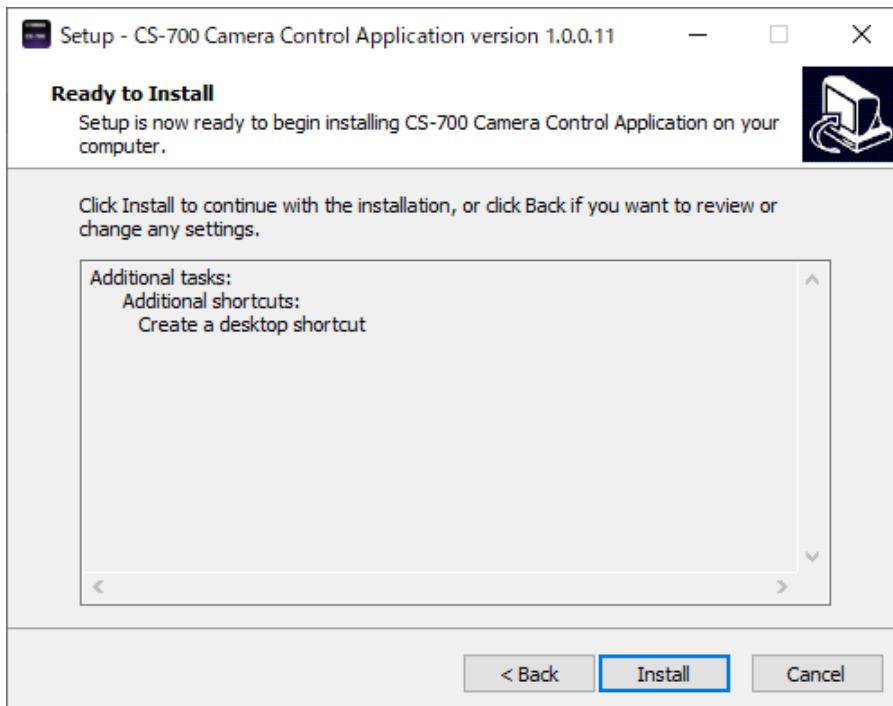 Setup - CS-700 Camera Control Application version 1.0.0.11
Ready to Install
Setup is now ready to begin installing CS-700 Camera Control Application on your
computer.
Click Install to continue with the installation, or click Back if you want to review or
change any settings.
Additional tasks:
Additional shortcuts:
Create a desktop shortcut
< Back
Install
Cancel